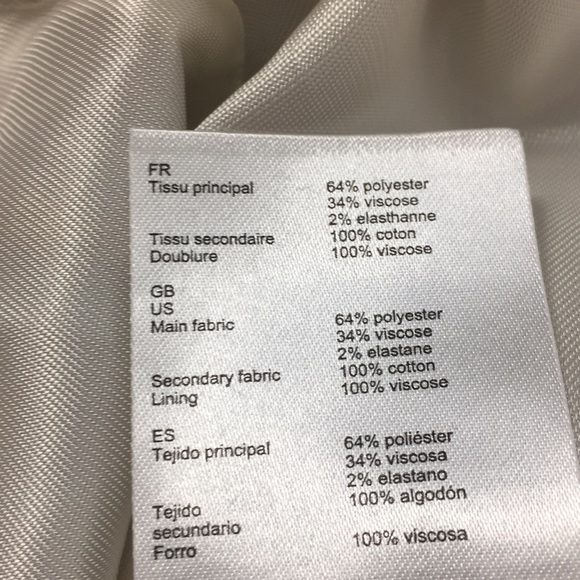 FR
Tissu principal 64% polyester
34% viscose
2% elasthanne
Tissu secondaire 100% coton
Doublure 100% viscose
GB
US
Main fabric 64% polyester
34% viscose
2% elastane
Secondary fabric 100% cotton
Lining 100% viscose
ES
Tejido principal 64% poliéster
34% viscosa
2% elastano
Tejido 100% algodón
secundario
Forro 100% viscosa